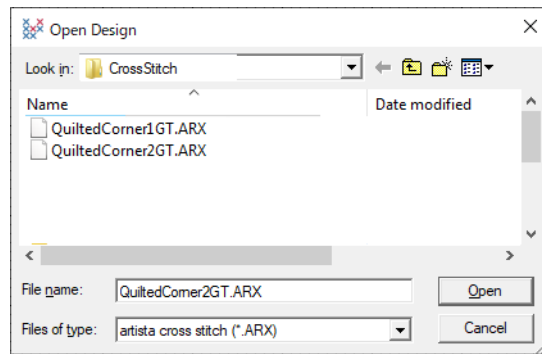 Open Design
Look in: CrossStitch
Name Date modified
QuiltedCorner1GT.ARX
QuiltedCorner2GT.ARX
File name: QuiltedCorner2GT.ARX Open
Files of type: artista cross stitch (*.ARX) Cancel